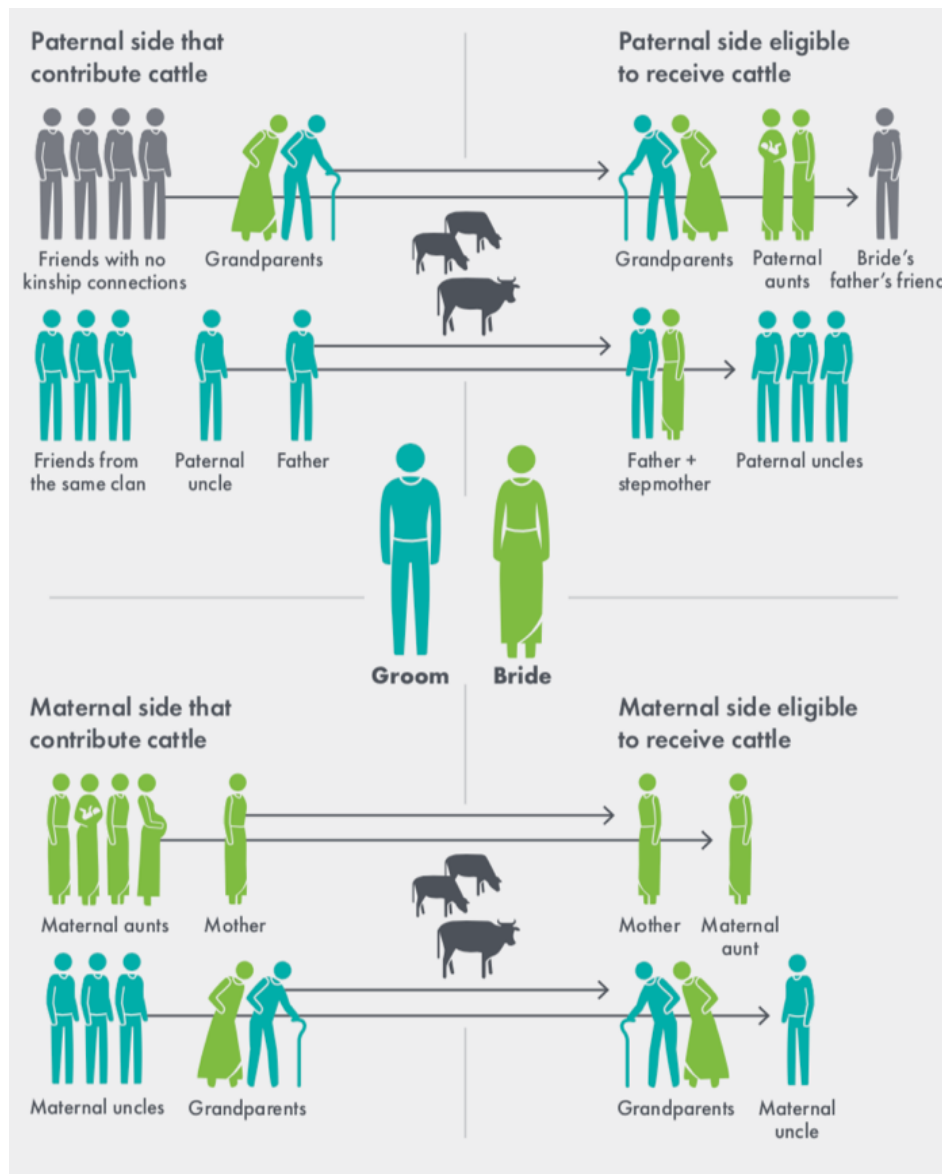 Paternal side that
contribute cattle
Paternal side eligible
to receive cattle
Friends with no
kinship connections
Grandparents
Grandparents
Paternal
aunts
Bride's
father's friend
Friends from
the same clan
Paternal
uncle
Father
Father +
stepmother
Paternal uncles
Groom
Bride
Maternal side that
contribute cattle
Maternal side eligible
to receive cattle
Maternal aunts
Mother
Mother
Maternal
aunt
Maternal uncles
Grandparents
Grandparents
Maternal
uncle